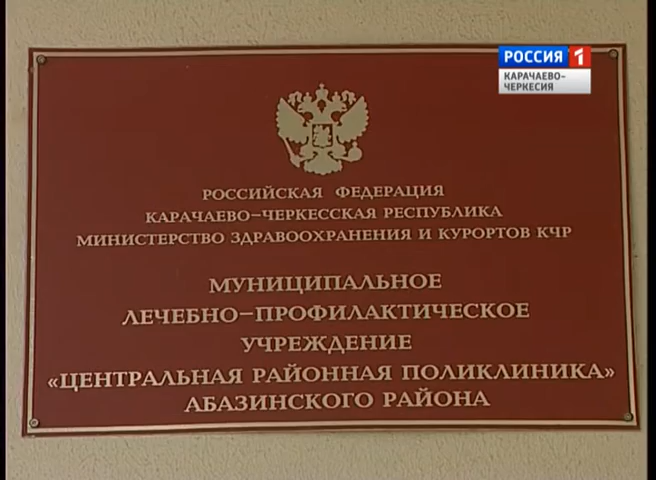 РОССИЯ 1
КАРАЧАЕВО-
ЧЕРКЕСИЯ
РОССИЙСКАЯ ФЕДЕРАЦИЯ
КАРАЧАЕВО-ЧЕРКЕССКАЯ РЕСПУБЛИКА
МИНИСТЕРСТВО ЗДРАВООХРАНЕНИЯ И КУРОРТОВ КЧР
МУНИЦИПАЛЬНОЕ
ЛЕЧЕБНО-ПРОФИЛАКТИЧЕСКОЕ
УЧРЕЖДЕНИЕ
«ЦЕНТРАЛЬНАЯ РАЙОННАЯ ПОЛИКЛИНИКА»
АБАЗИНСКОГО РАЙОНА